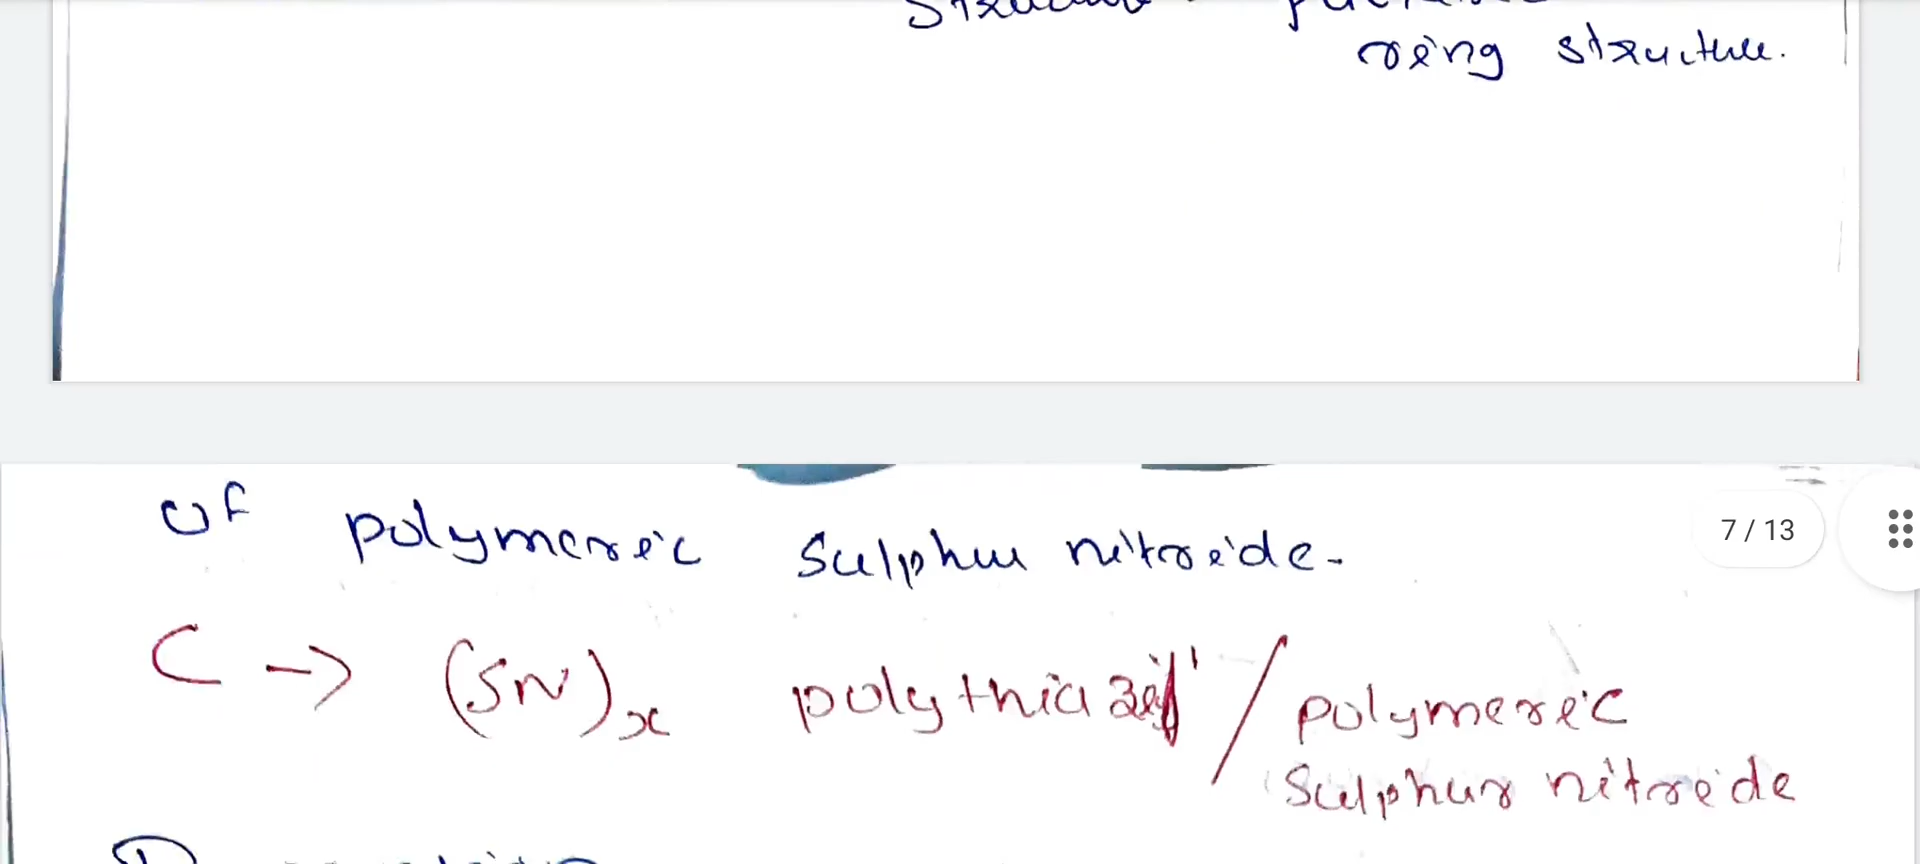 ring structure.
of polymeric sulphur nitride.
7 / 13
C → (SN)x polythiazyl / polymeric
Sulphur nitride